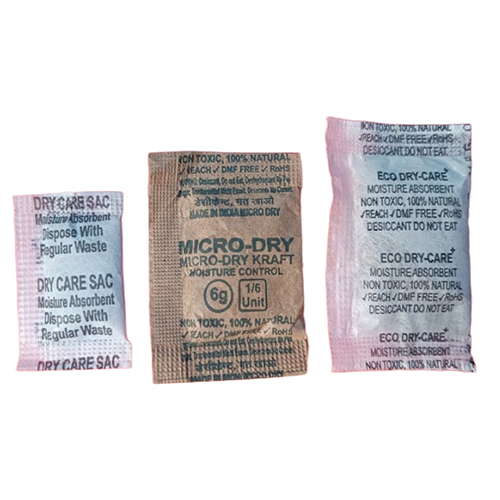 DRY CARE SAC
Moisture Absorbent
Dispose With
Regular Waste
DRY CARE SAC
Moisture Absorbent
Dispose With
Regular Waste
DRY CARE SAC
NON TOXIC, 100% NATURAL
✓REACH ✓DMF FREE ✓RoHS
डेसीकेन्ट, मत खाओ
MADE IN INDIA MICRO DRY
MICRO-DRY
MICRO-DRY KRAFT
MOISTURE CONTROL
6g 1/6
Unit
NON TOXIC, 100% NATURAL
✓REACH ✓DMF FREE ✓RoHS
✓REACH ✓DMF FREE ✓RoHS
NON TOXIC, 100% NATURAL
✓REACH ✓DMF FREE ✓RoHS
DESICCANT DO NOT EAT
ECO DRY-CARE+
MOISTURE ABSORBENT
NON TOXIC, 100% NATURAL
✓REACH ✓DMF FREE ✓RoHS
DESICCANT DO NOT EAT
ECO DRY-CARE+
MOISTURE ABSORBENT
NON TOXIC, 100% NATURAL
✓REACH ✓DMF FREE ✓RoHS
DESICCANT DO NOT EAT
ECO DRY-CARE+
MOISTURE ABSORBENT
NON TOXIC, 100% NATURAL